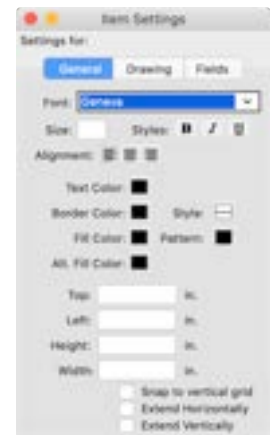 Item Settings
Settings for:
General Drawing Fields
Font: Geneva
Size: Styles: B I U
Alignment:
Text Color:
Border Color: Style:
Fill Color: Pattern:
Alt. Fill Color:
Top: in.
Left: in.
Height: in.
Width: in.
Snap to vertical grid
Extend Horizontally
Extend Vertically